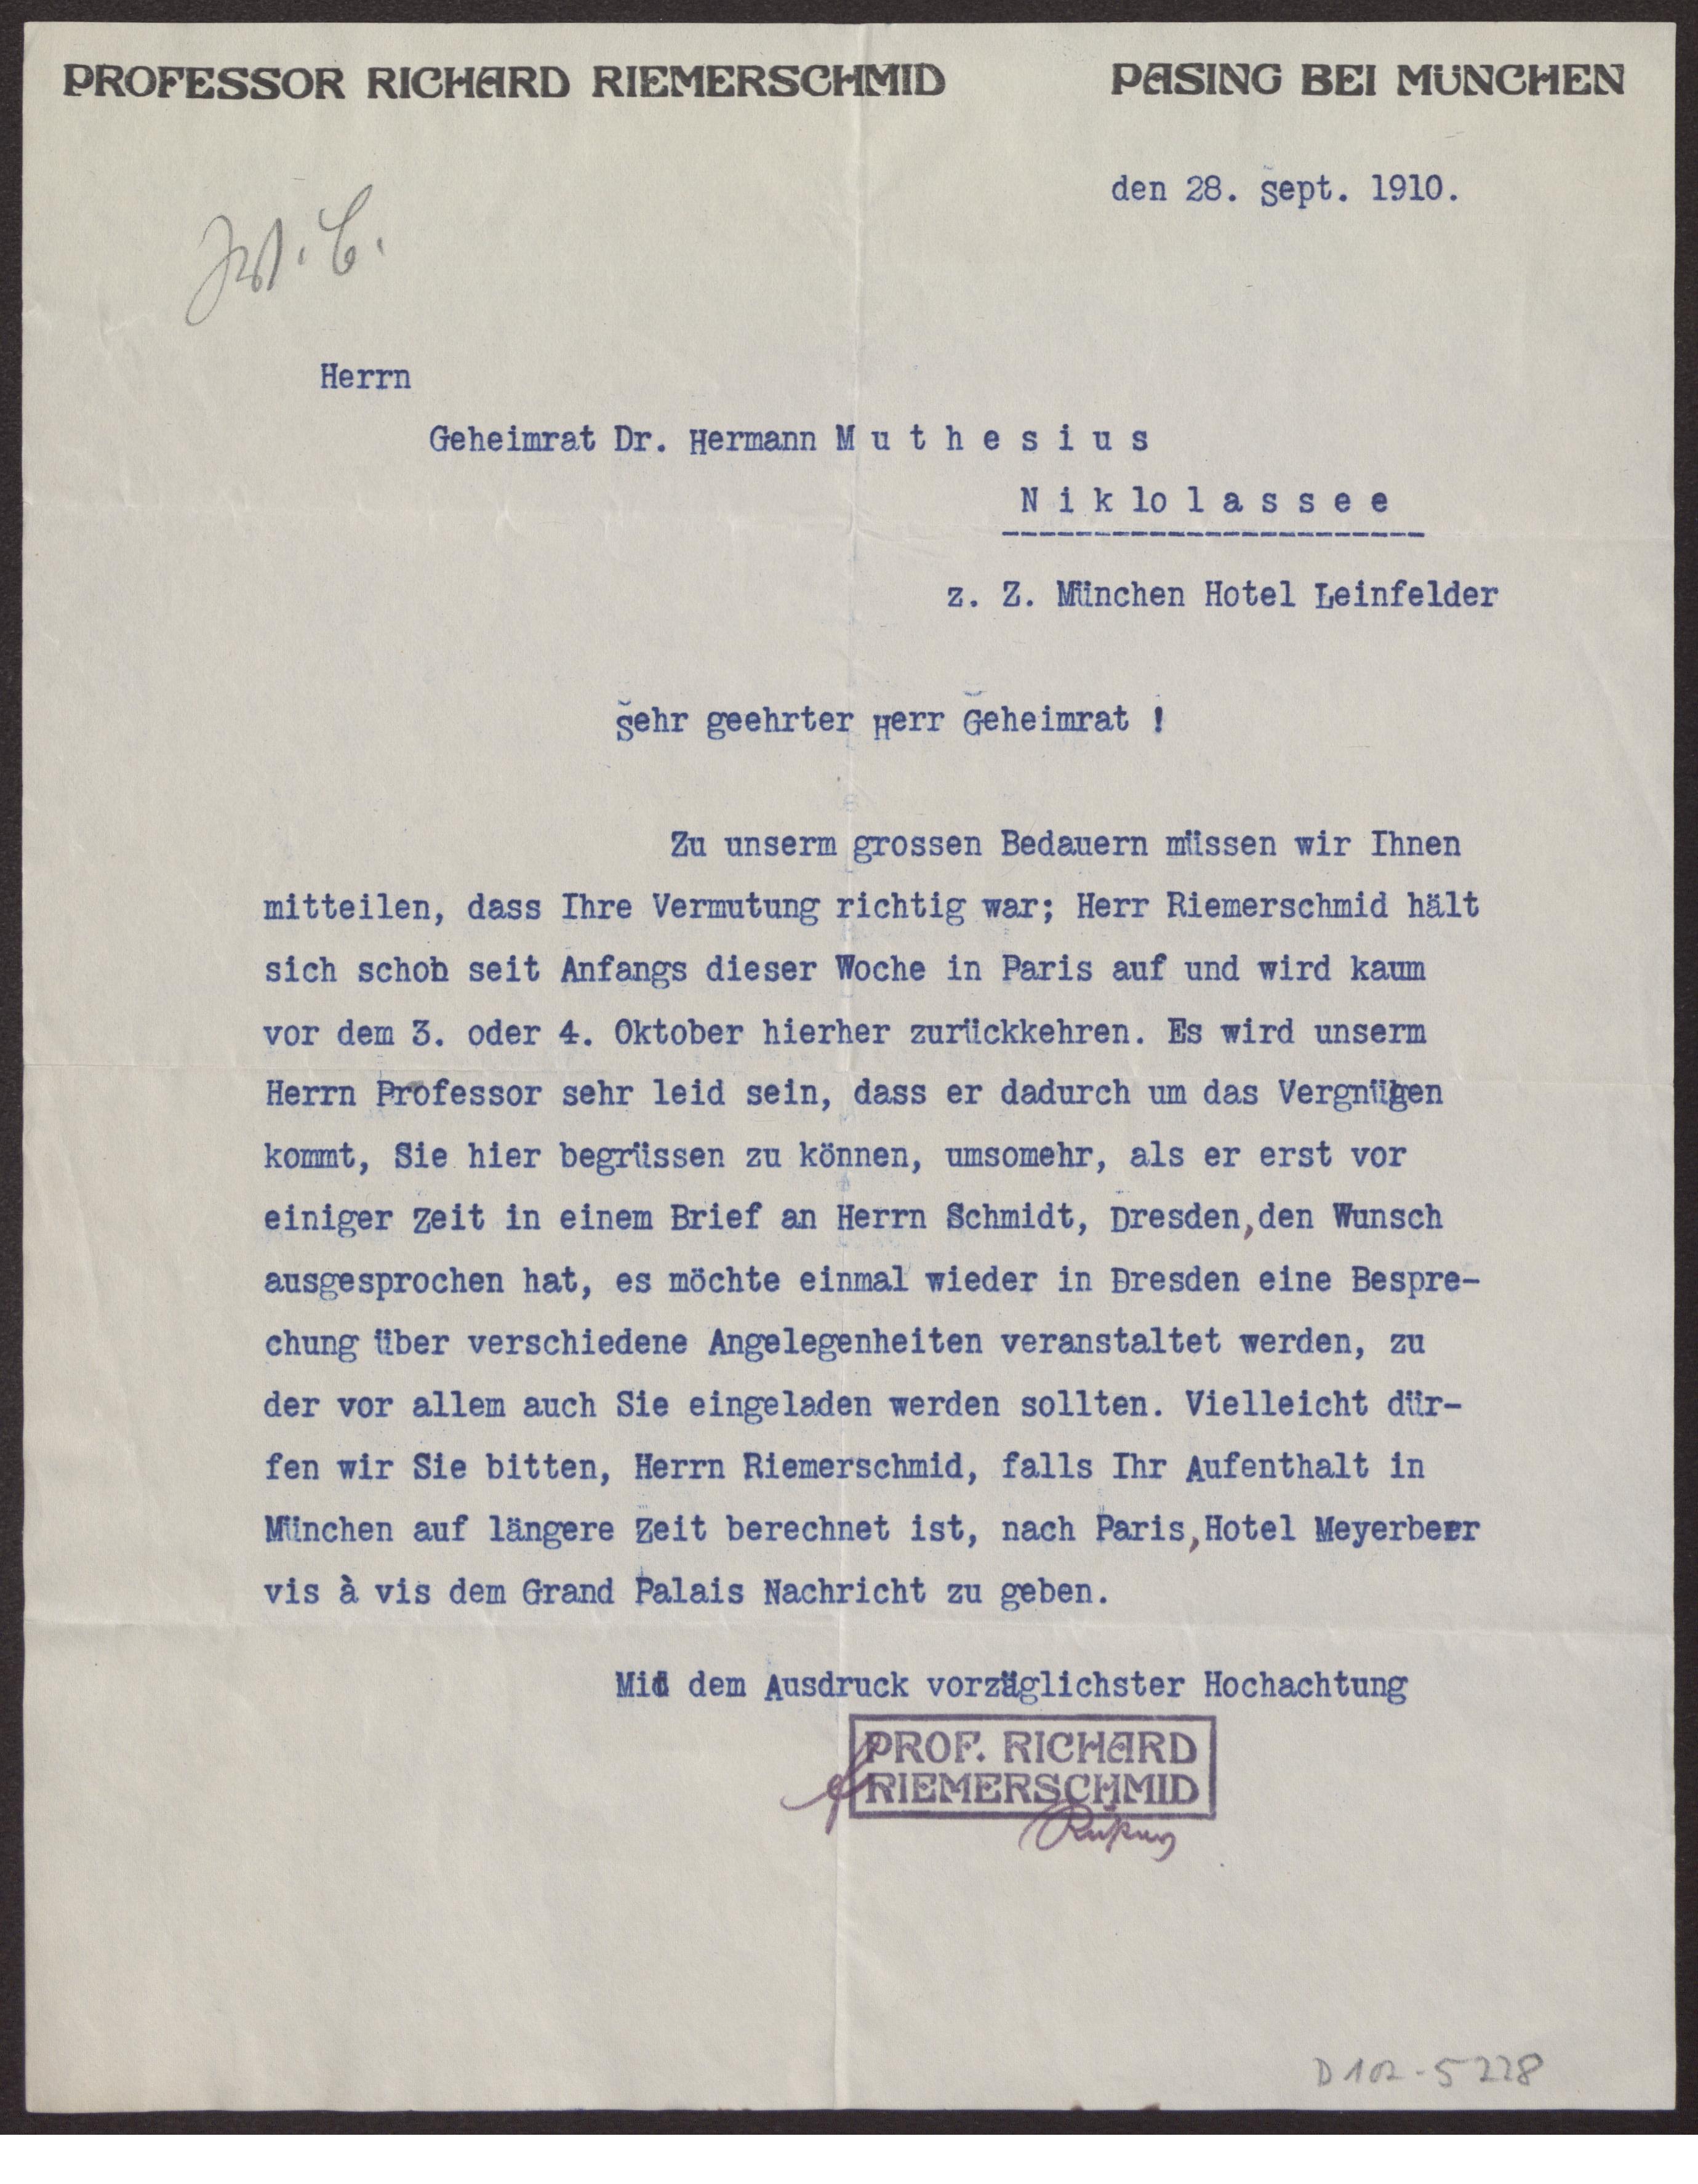 PROFESSOR RICHARD RIEMERSCHMID PASING BEI MÜNCHEN
den 28. Sept. 1910.
Herrn
Geheimrat Dr. Hermann M u t h e s i u s
N i k lo l a s s e e
z. Z. München Hotel Leinfelder
Sehr geehrter Herr Geheimrat !
Zu unserm grossen Bedauern müssen wir Ihnen
mitteilen, dass Ihre Vermutung richtig war; Herr Riemerschmid hält
sich schon seit Anfangs dieser Woche in Paris auf und wird kaum
vor dem 3. oder 4. Oktober hierher zurückkehren. Es wird unserm
Herrn Professor sehr leid sein, dass er dadurch um das Vergnügen
kommt, Sie hier begrüssen zu können, umsomehr, als er erst vor
einiger Zeit in einem Brief an Herrn Schmidt, Dresden, den Wunsch
ausgesprochen hat, es möchte einmal wieder in Dresden eine Bespre-
chung über verschiedene Angelegenheiten veranstaltet werden, zu
der vor allem auch Sie eingeladen werden sollten. Vielleicht dür-
fen wir Sie bitten, Herrn Riemerschmid, falls Ihr Aufenthalt in
München auf längere Zeit berechnet ist, nach Paris, Hotel Meyerbeer
vis à vis dem Grand Palais Nachricht zu geben.
Mit dem Ausdruck vorzüglichster Hochachtung
PROF. RICHARD
RIEMERSCHMID
D 102-5228